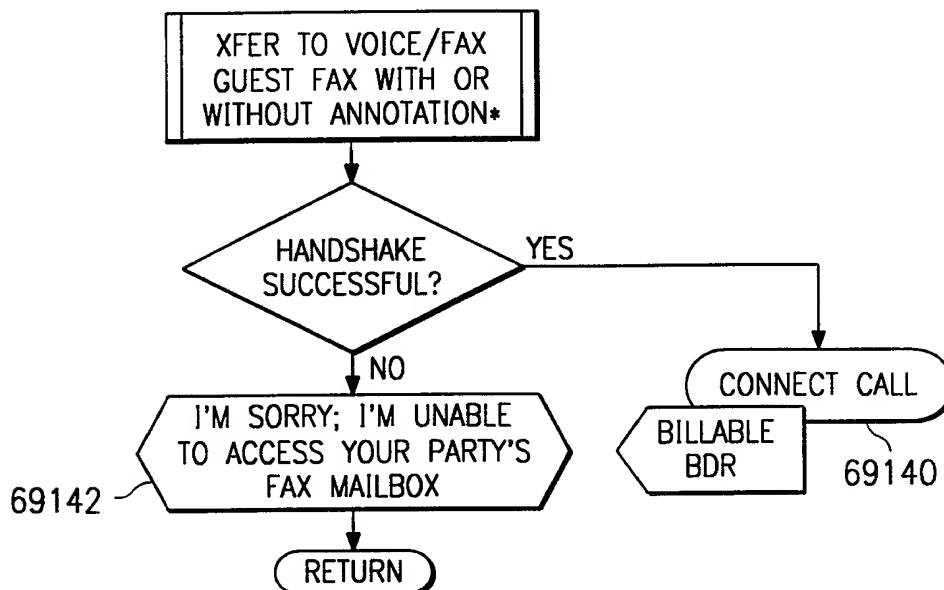 XFER TO VOICE/FAX
GUEST FAX WITH OR
WITHOUT ANNOTATION*
HANDSHAKE
SUCCESSFUL?
YES
NO
CONNECT CALL
BILLABLE
BDR
69140
I'M SORRY; I'M UNABLE
TO ACCESS YOUR PARTY'S
FAX MAILBOX
69142
RETURN